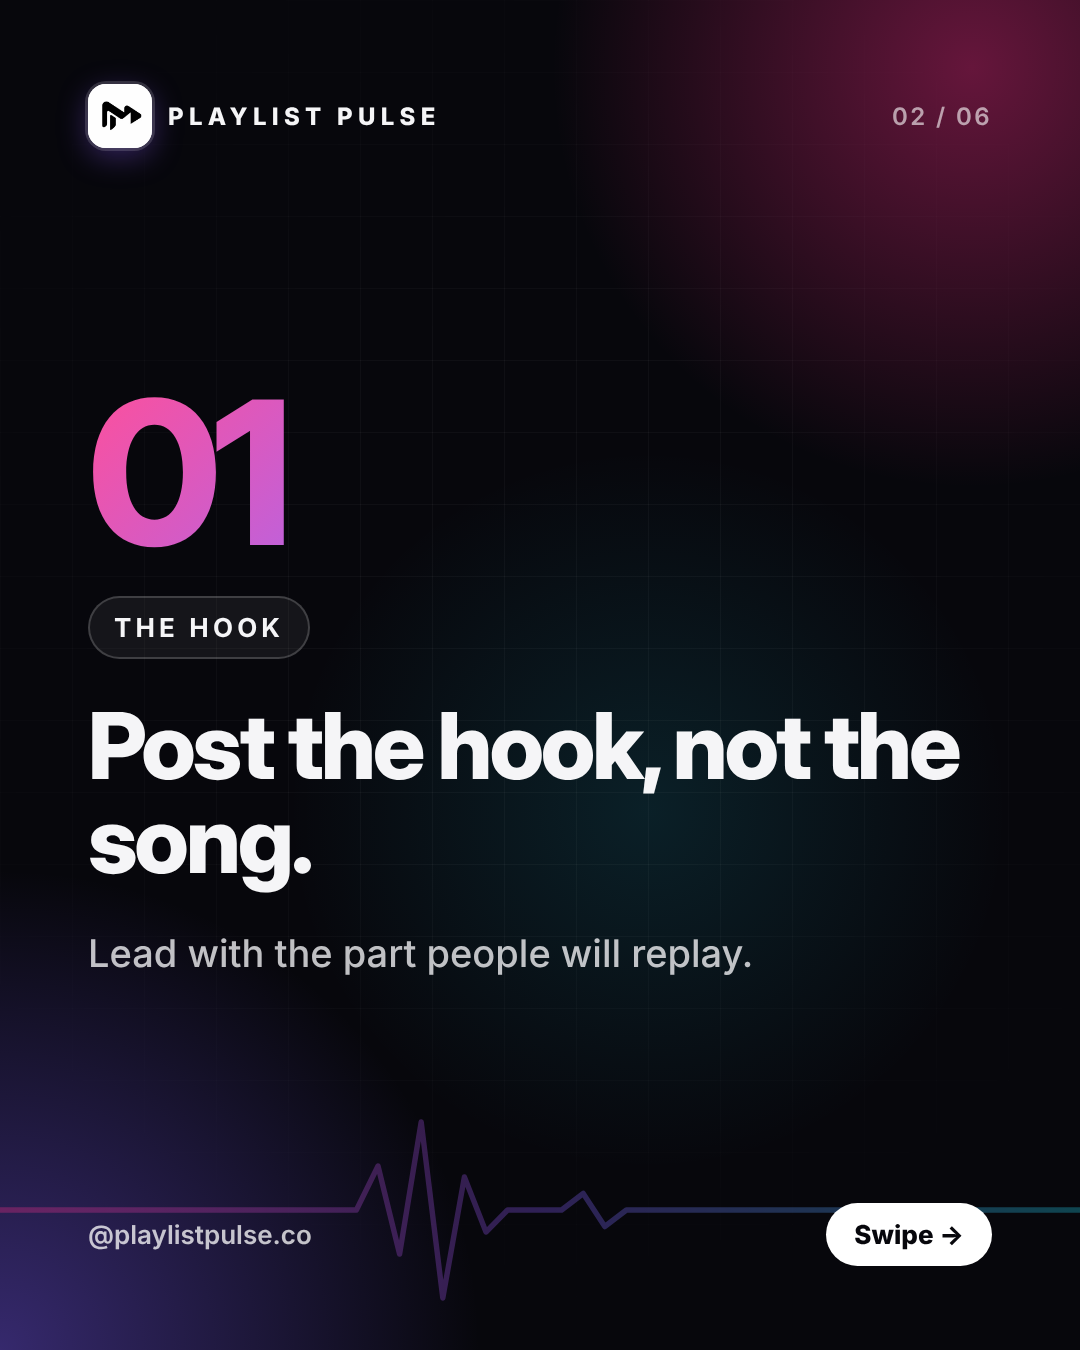 PLAYLIST PULSE
02 / 06
01
THE HOOK
Post the hook, not the
song.
Lead with the part people will replay.
@playlistpulse.co
Swipe →